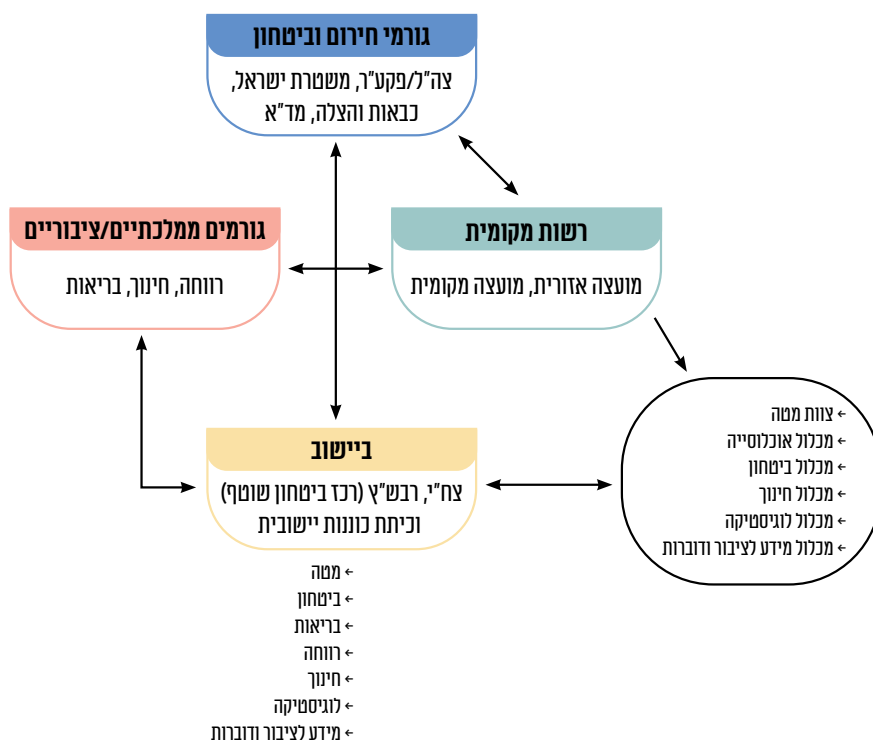 גורמי חירום וביטחון
צה"ל/פקע"ר, משטרת ישראל,
כבאות והצלה, מד"א
רשות מקומית
מועצה אזורית, מועצה מקומית
גורמים ממלכתיים/ציבוריים
רווחה, חינוך, בריאות
← צוות מטה
← מכלול אוכלוסייה
← מכלול ביטחון
← מכלול חינוך
← מכלול לוגיסטיקה
← מכלול מידע לציבור ודוברות
ביישוב
צח"י, רבש"ץ (רכז ביטחון שוטף)
וכיתת כוננות יישובית
← מטה
← ביטחון
← בריאות
← רווחה
← חינוך
← לוגיסטיקה
← מידע לציבור ודוברות